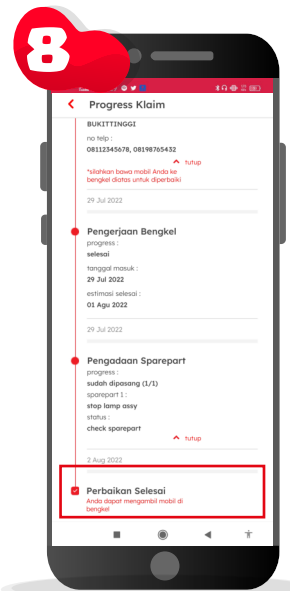 8
Progress Klaim
BUKITTINGGI
no telp :
08112345678, 08198765432
tutup
*silahkan bawa mobil Anda ke
bengkel diatas untuk diperbaiki
29 Jul 2022
Pengerjaan Bengkel
progress :
selesai
tanggal masuk :
29 Jul 2022
estimasi selesai :
01 Agu 2022
29 Jul 2022
Pengadaan Sparepart
progress :
sudah dipasang (1/1)
sparepart 1 :
stop lamp assy
status :
check sparepart
tutup
2 Aug 2022
Perbaikan Selesai
Anda dapat mengambil mobil di
bengkel